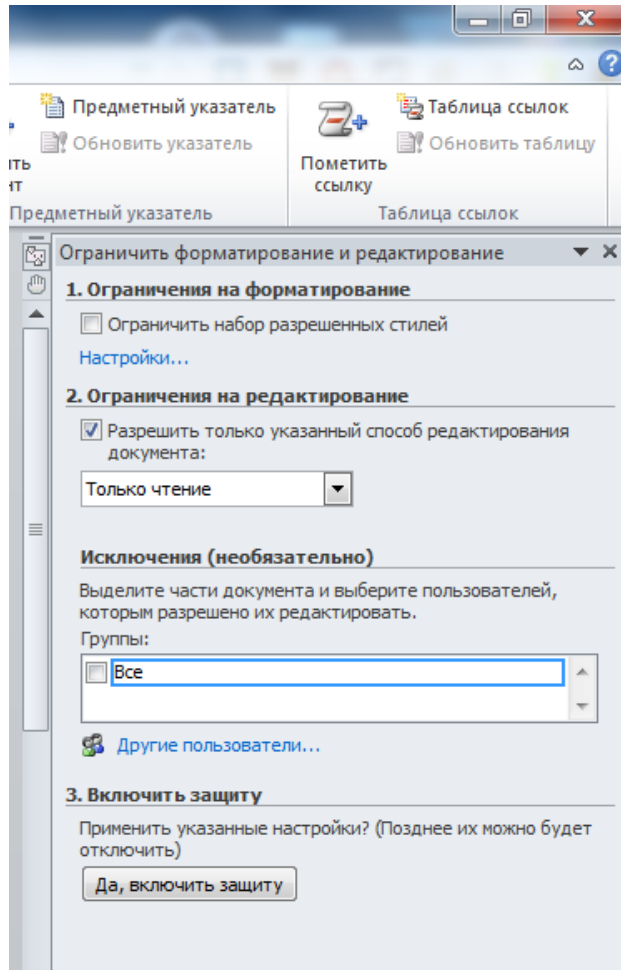 Предметный указатель
Обновить указатель
ить
нт
Предметный указатель
Пометить
ссылку
Таблица ссылок
Обновить таблицу
Таблица ссылок
Ограничить форматирование и редактирование
1. Ограничения на форматирование
Ограничить набор разрешенных стилей
Настройки...
2. Ограничения на редактирование
Разрешить только указанный способ редактирования
документа:
Только чтение
Исключения (необязательно)
Выделите части документа и выберите пользователей,
которым разрешено их редактировать.
Группы:
Все
Другие пользователи...
3. Включить защиту
Применить указанные настройки? (Позднее их можно будет
отключить)
Да, включить защиту